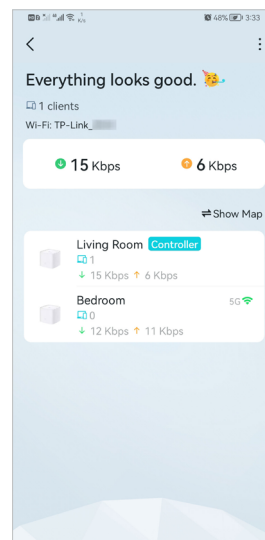 48% 3:33
Everything looks good.
1 clients
Wi-Fi: TP-Link_
15 Kbps 6 Kbps
Show Map
Living Room Controller
1
15 Kbps 6 Kbps
Bedroom 5G
0
12 Kbps 11 Kbps